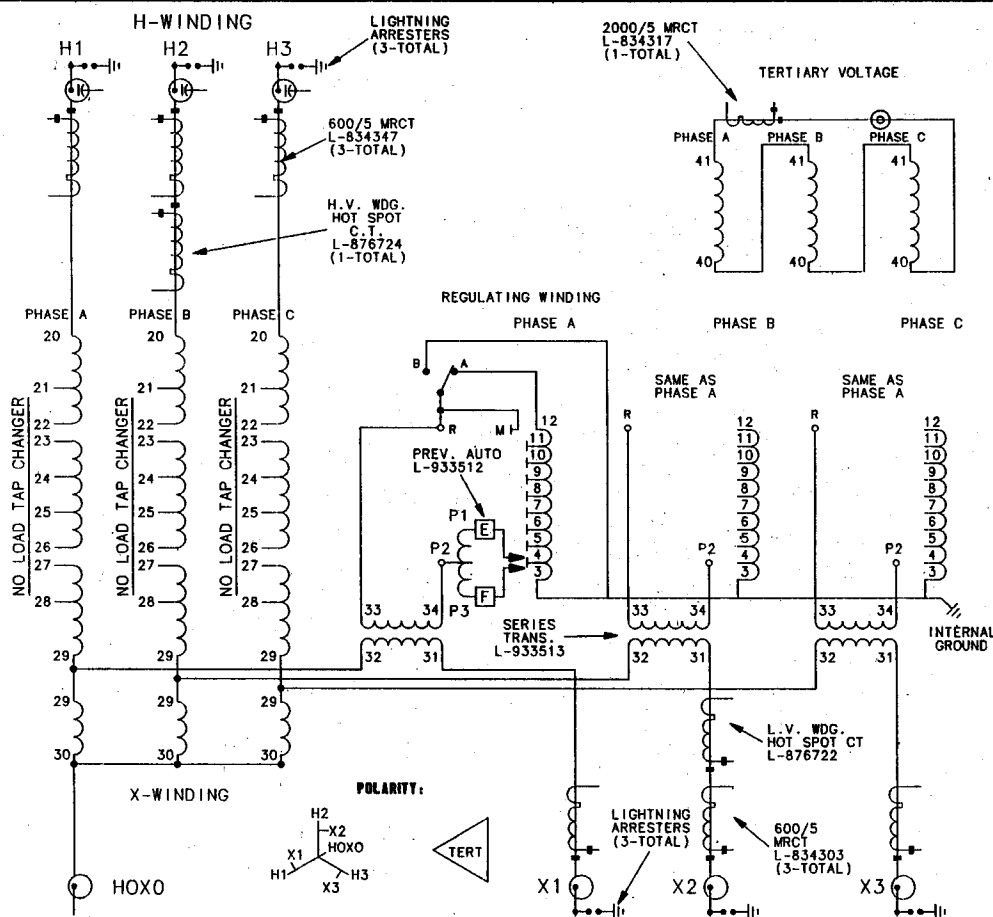 H-WINDING
H1
H2
H3
LIGHTNING
ARRESTERS
(3-TOTAL)
600/5 MRCT
L-834347
(3-TOTAL)
H.V. WDG.
HOT SPOT
C.T.
L-876724
(1-TOTAL)
2000/5 MRCT
L-834317
(1-TOTAL)
TERTIARY VOLTAGE
PHASE A
PHASE B
PHASE C
41
41
41
40
40
40
PHASE A
PHASE B
PHASE C
20
20
20
21
21
21
22
22
22
23
23
23
24
24
24
25
25
25
26
26
26
27
27
27
28
28
28
29
29
29
29
29
29
30
30
30
NO LOAD TAP CHANGER
NO LOAD TAP CHANGER
NO LOAD TAP CHANGER
X-WINDING
HOXO
REGULATING WINDING
PHASE A
PHASE B
PHASE C
B
A
R
M
12
11
10
9
8
7
6
5
4
3
PREV. AUTO
L-933512
P1
E
P2
P3
F
33
34
32
31
SERIES
TRANS.
L-933513
SAME AS
PHASE A
R
12
11
10
9
8
7
6
5
4
3
P2
33
34
32
31
SAME AS
PHASE A
R
12
11
10
9
8
7
6
5
4
3
P2
33
34
32
31
INTERNAL
GROUND
L.V. WDG.
HOT SPOT CT
L-876722
600/5
MRCT
L-834303
(3-TOTAL)
LIGHTNING
ARRESTERS
(3-TOTAL)
X1
X2
X3
POLARITY:
H2
X2
HOXO
X1
H1
H3
X3
TERT